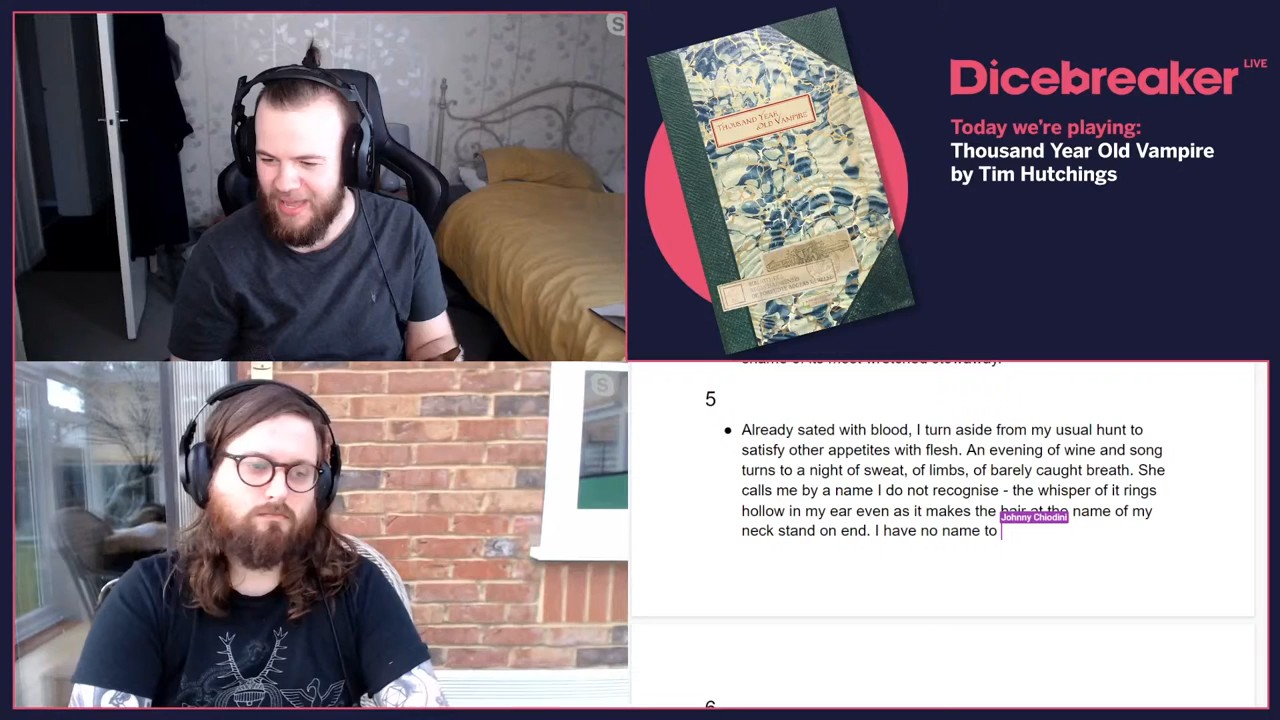 THOUSAND YEAR
OLD VAMPIRE
Dicebreaker LIVE
Today we're playing:
Thousand Year Old Vampire
by Tim Hutchings
5
● Already sated with blood, I turn aside from my usual hunt to
satisfy other appetites with flesh. An evening of wine and song
turns to a night of sweat, of limbs, of barely caught breath. She
calls me by a name I do not recognise - the whisper of it rings
hollow in my ear even as it makes the hair at the name of my
Johnny Chiodini
neck stand on end. I have no name to